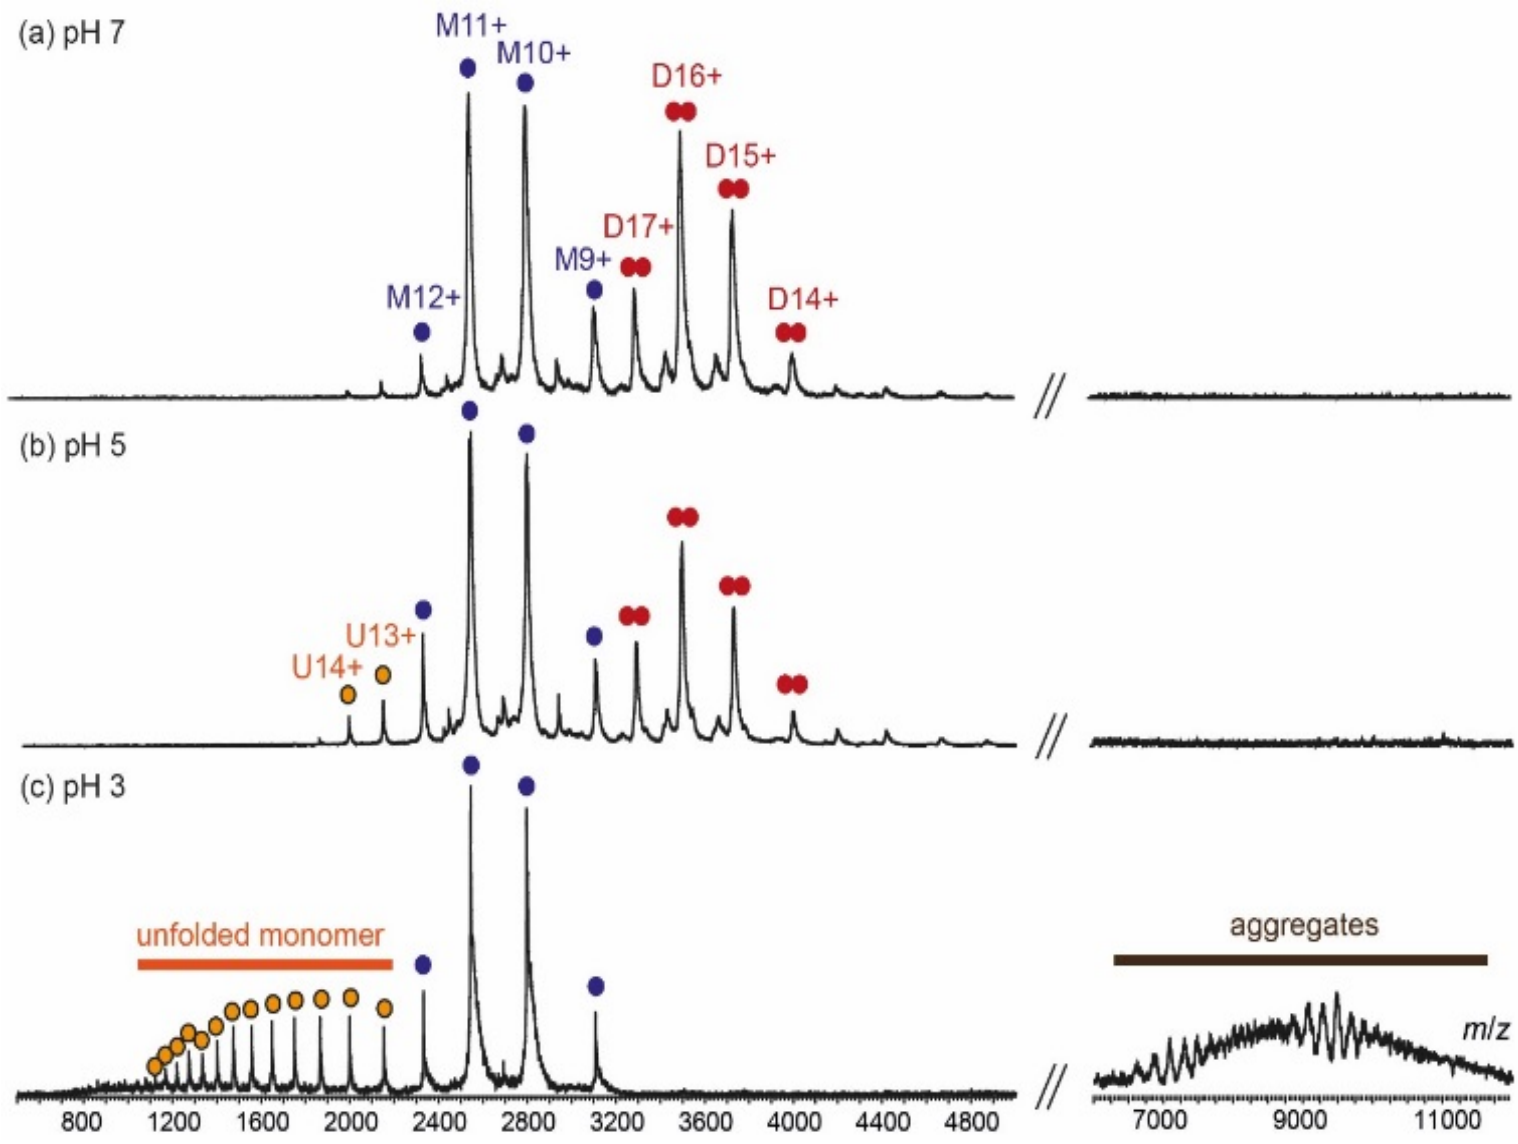 (a) pH 7
M11+
M10+
D16+
D15+
D17+
M9+
M12+
D14+
(b) pH 5
U13+
U14+
(c) pH 3
unfolded monomer
aggregates
m/z
800 1200 1600 2000 2400 2800 3200 3600 4000 4400 4800 7000 9000 11000